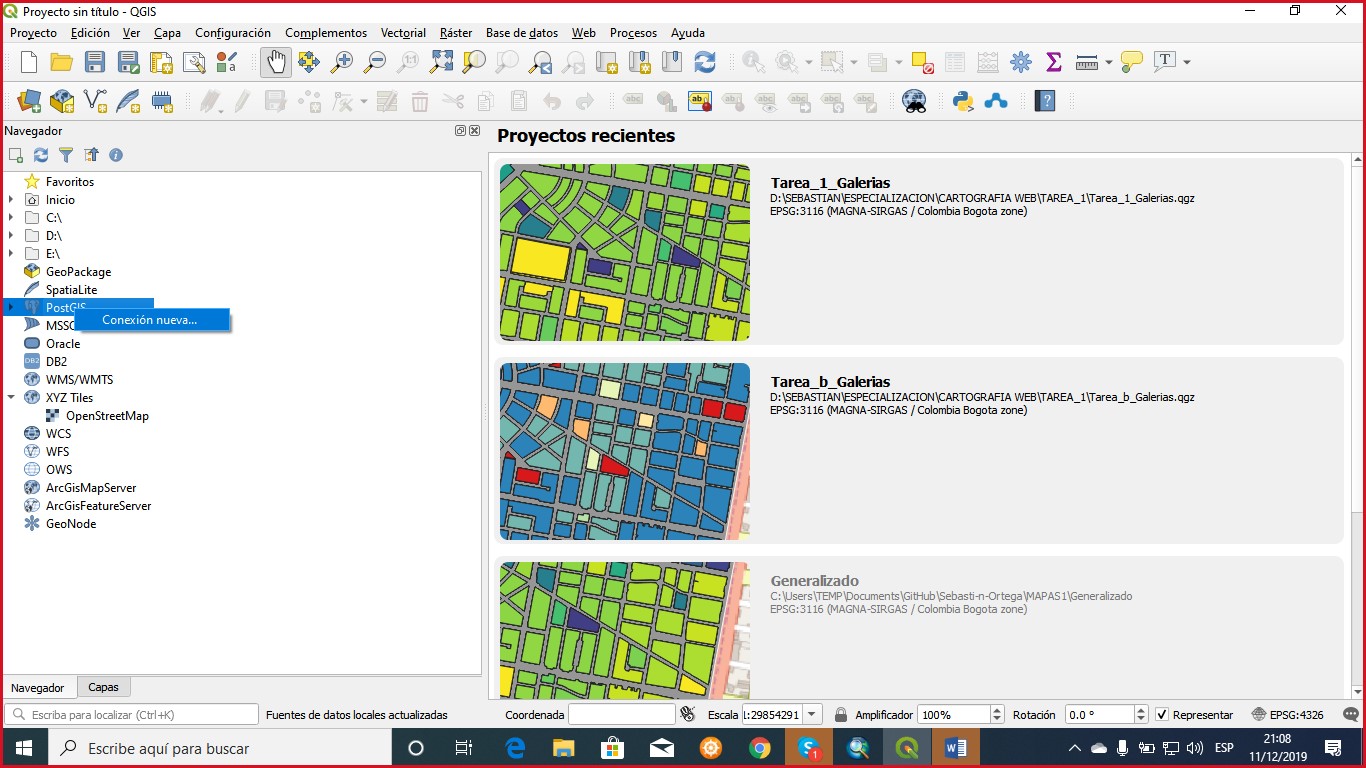 Proyecto sin título - QGIS
Proyecto Edición Ver Capa Configuración Complementos Vectorial Ráster Base de datos Web Procesos Ayuda
Navegador
Favoritos
Inicio
C:\
D:\
E:\
GeoPackage
SpatiaLite
PostGIS
Conexión nueva...
Oracle
DB2
WMS/WMTS
XYZ Tiles
OpenStreetMap
WCS
WFS
OWS
ArcGisMapServer
ArcGisFeatureServer
GeoNode
Navegador Capas
Proyectos recientes
Tarea_1_Galerias
D:\SEBASTIAN\ESPECIALIZACION\CARTOGRAFIA WEB\TAREA_1\Tarea_1_Galerias.qgz
EPSG:3116 (MAGNA-SIRGAS / Colombia Bogota zone)
Tarea_b_Galerias
D:\SEBASTIAN\ESPECIALIZACION\CARTOGRAFIA WEB\TAREA_1\Tarea_b_Galerias.qgz
EPSG:3116 (MAGNA-SIRGAS / Colombia Bogota zone)
Generalizado
C:\Users\TEMP\Documents\GitHub\Sebasti-n-Ortega\MAPAS1\Generalizado
EPSG:3116 (MAGNA-SIRGAS / Colombia Bogota zone)
Escriba para localizar (Ctrl+K) Fuentes de datos locales actualizadas Coordenada Escala 1:29854291 Amplificador 100% Rotación 0.0 ° Representar EPSG:4326
Escribe aquí para buscar
1
ESP
21:08
11/12/2019